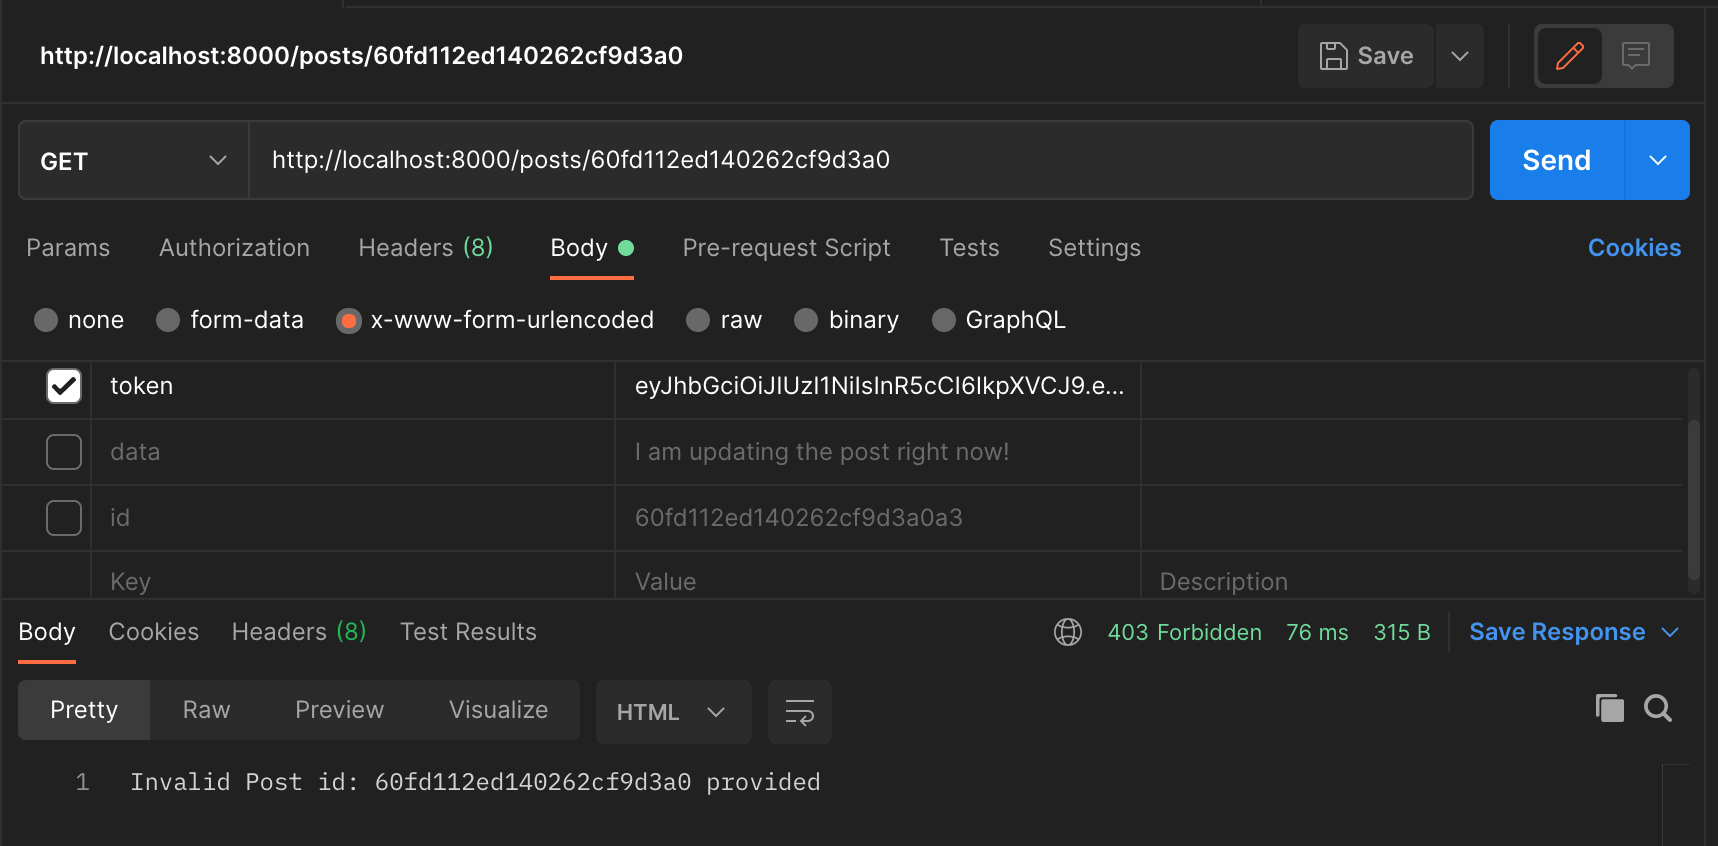 http://localhost:8000/posts/60fd112ed140262cf9d3a0
Save
GET
http://localhost:8000/posts/60fd112ed140262cf9d3a0
Send
Params Authorization Headers (8) Body Pre-request Script Tests Settings Cookies
none form-data x-www-form-urlencoded raw binary GraphQL
token eyJhbGciOiJIUzI1NiIsInR5cCI6IkpXVCJ9.e...
data I am updating the post right now!
id 60fd112ed140262cf9d3a0a3
Key Value Description
Body Cookies Headers (8) Test Results 403 Forbidden 76 ms 315 B Save Response
Pretty Raw Preview Visualize HTML
1 Invalid Post id: 60fd112ed140262cf9d3a0 provided